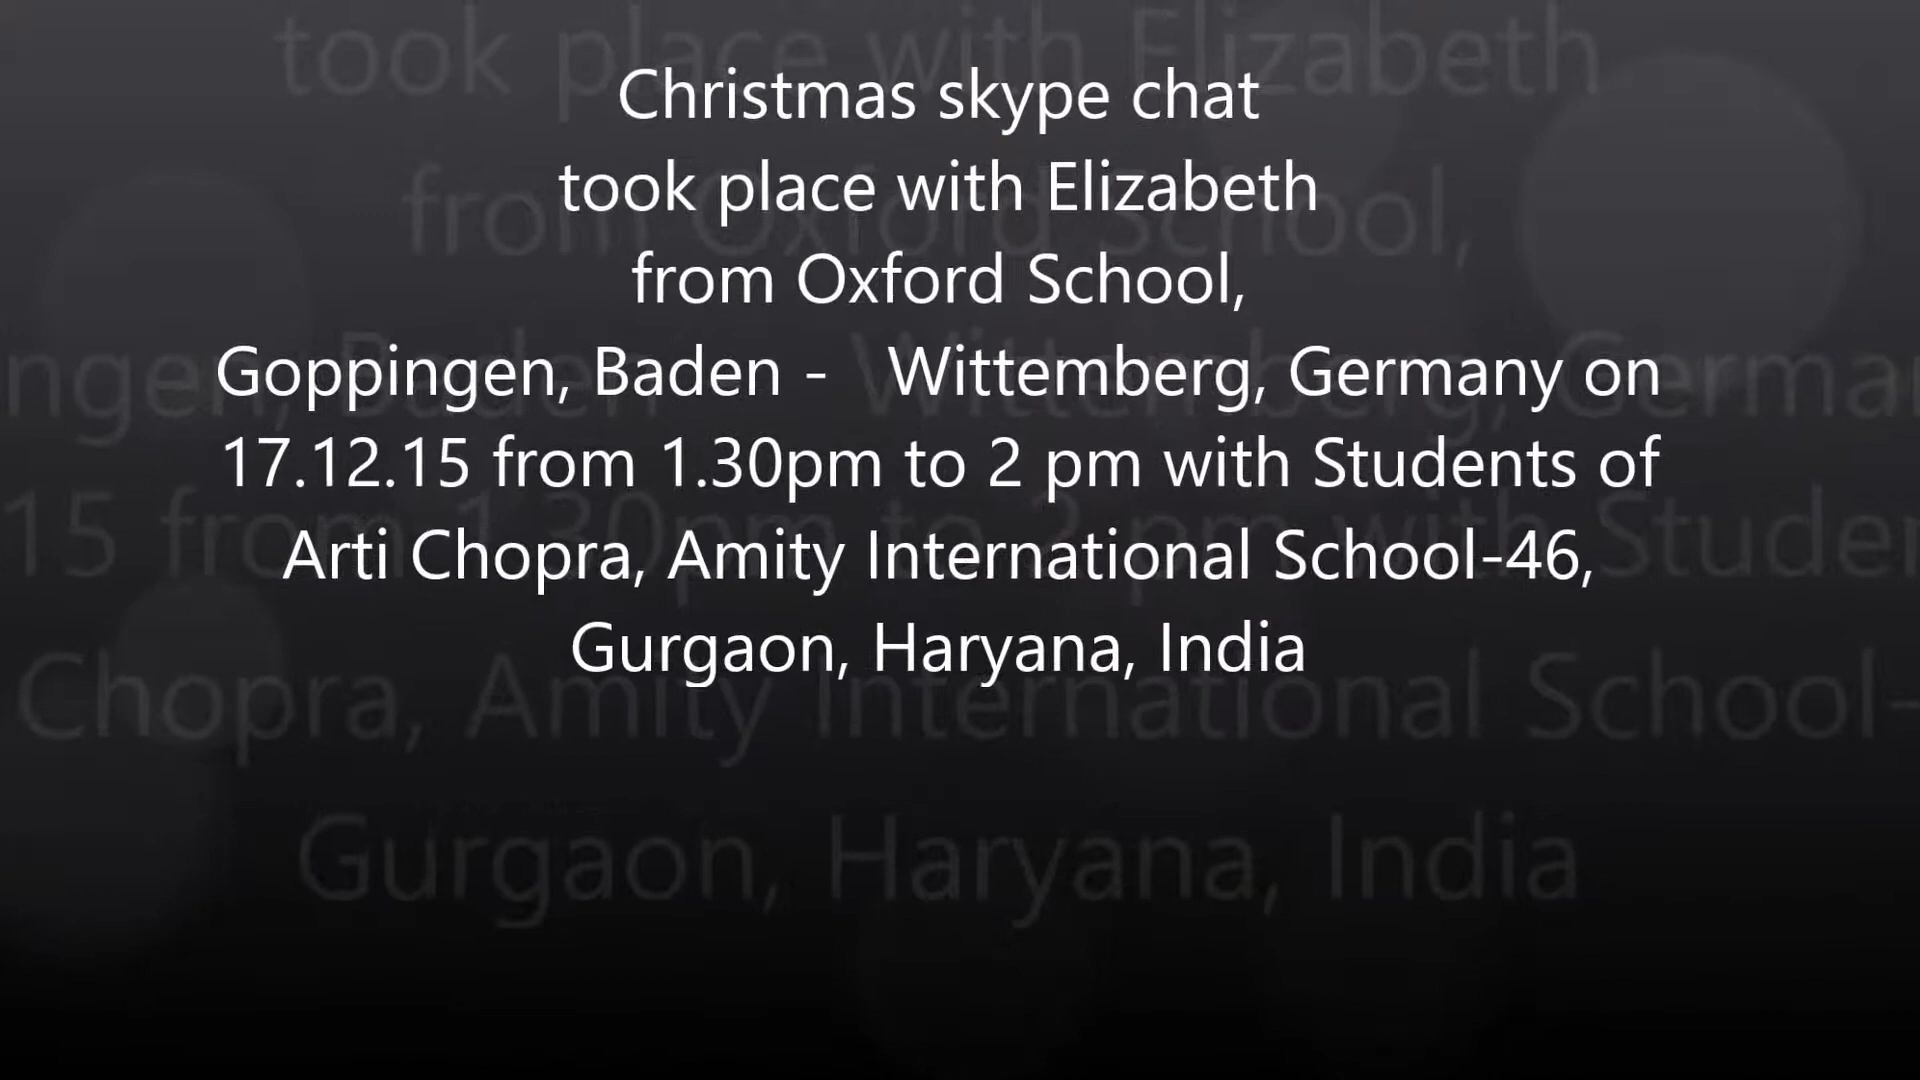 Christmas skype chat
took place with Elizabeth
from Oxford School,
Goppingen, Baden -   Wittemberg, Germany on
17.12.15 from 1.30pm to 2 pm with Students of
Arti Chopra, Amity International School-46,
Gurgaon, Haryana, India